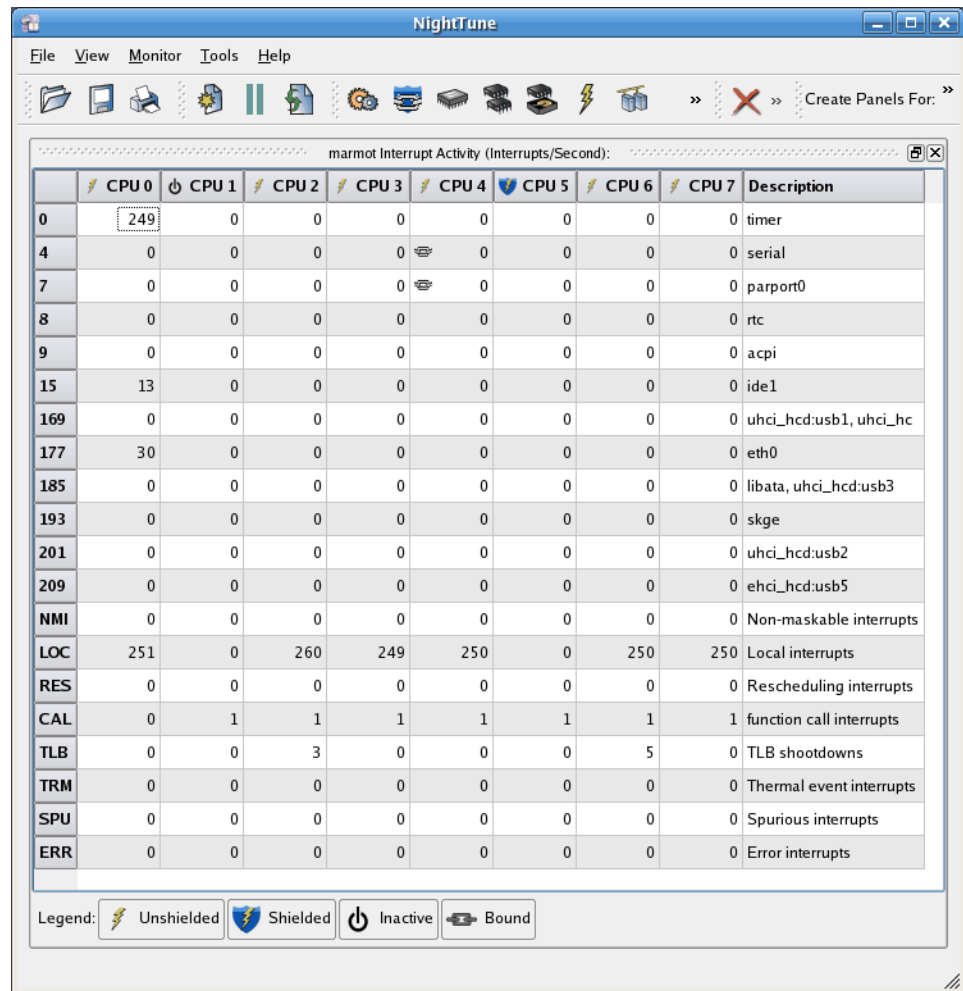 NightTune
File View Monitor Tools Help
» » Create Panels For: »
marmot Interrupt Activity (Interrupts/Second):
CPU 0 CPU 1 CPU 2 CPU 3 CPU 4 CPU 5 CPU 6 CPU 7 Description
0 249 0 0 0 0 0 0 0 timer
4 0 0 0 0 0 0 0 0 serial
7 0 0 0 0 0 0 0 0 parport0
8 0 0 0 0 0 0 0 0 rtc
9 0 0 0 0 0 0 0 0 acpi
15 13 0 0 0 0 0 0 0 ide1
169 0 0 0 0 0 0 0 0 uhci_hcd:usb1, uhci_hc
177 30 0 0 0 0 0 0 0 eth0
185 0 0 0 0 0 0 0 0 libata, uhci_hcd:usb3
193 0 0 0 0 0 0 0 0 skge
201 0 0 0 0 0 0 0 0 uhci_hcd:usb2
209 0 0 0 0 0 0 0 0 ehci_hcd:usb5
NMI 0 0 0 0 0 0 0 0 Non-maskable interrupts
LOC 251 0 260 249 250 0 250 250 Local interrupts
RES 0 0 0 0 0 0 0 0 Rescheduling interrupts
CAL 0 1 1 1 1 1 1 1 function call interrupts
TLB 0 0 3 0 0 0 5 0 TLB shootdowns
TRM 0 0 0 0 0 0 0 0 Thermal event interrupts
SPU 0 0 0 0 0 0 0 0 Spurious interrupts
ERR 0 0 0 0 0 0 0 0 Error interrupts
Legend: Unshielded Shielded Inactive Bound